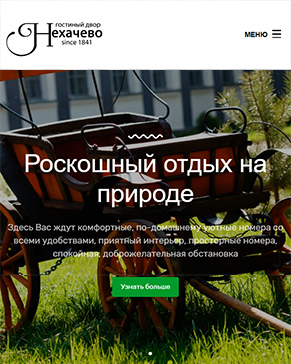 гостиный двор
Нехачево
since 1841
МЕНЮ
Роскошный отдых на
природе
Здесь Вас ждут комфортные, по-домашнему уютные номера со
всеми удобствами, приятный интерьер, просторные номера,
спокойная, доброжелательная обстановка
Узнать больше